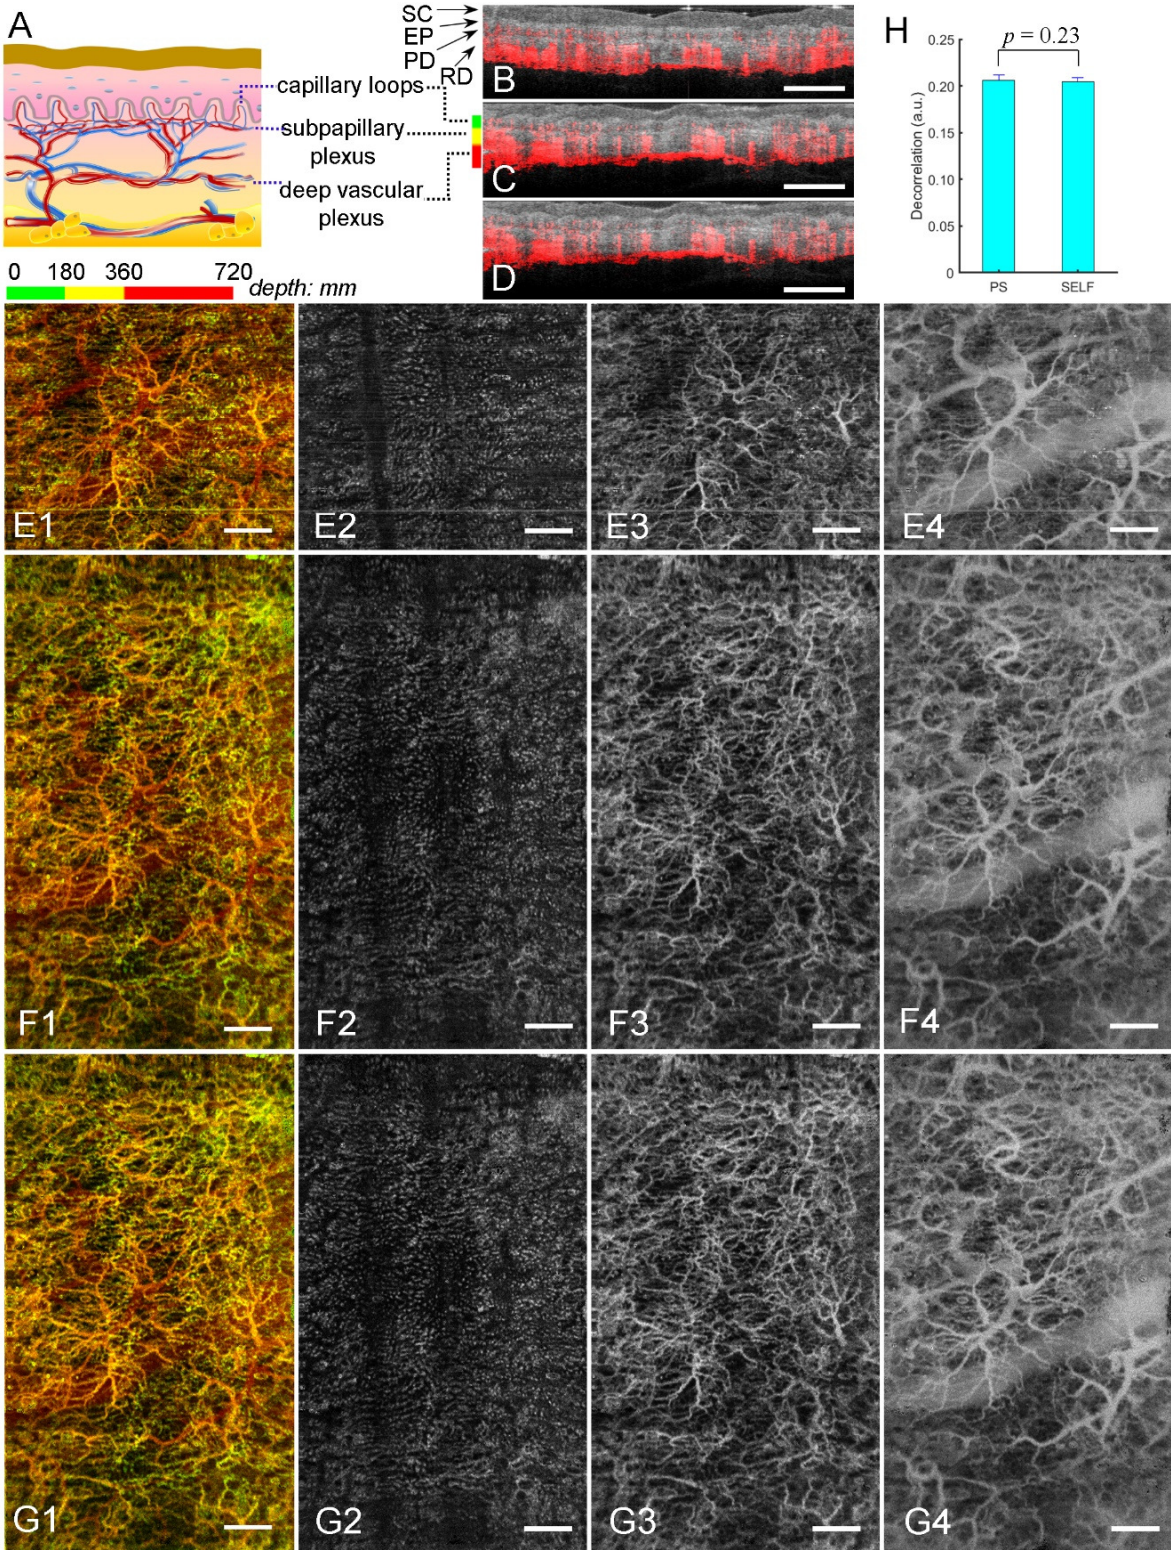 A
SC
EP
PD
RD
capillary loops
subpapillary
plexus
deep vascular
plexus
0 180 360 720
depth: mm
B
C
D
H
p = 0.23
0.25
0.20
0.15
0.10
0.05
0
Decorrelation (a.u.)
PS SELF
E1 E2 E3 E4
F1 F2 F3 F4
G1 G2 G3 G4